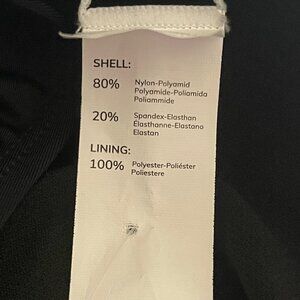 SHELL:
80% Nylon-Polyamid
Polyamide-Poliamida
Poliammide
20% Spandex-Elasthan
Élasthanne-Elastano
Elastan
LINING:
100% Polyester-Poliéster
Poliestere